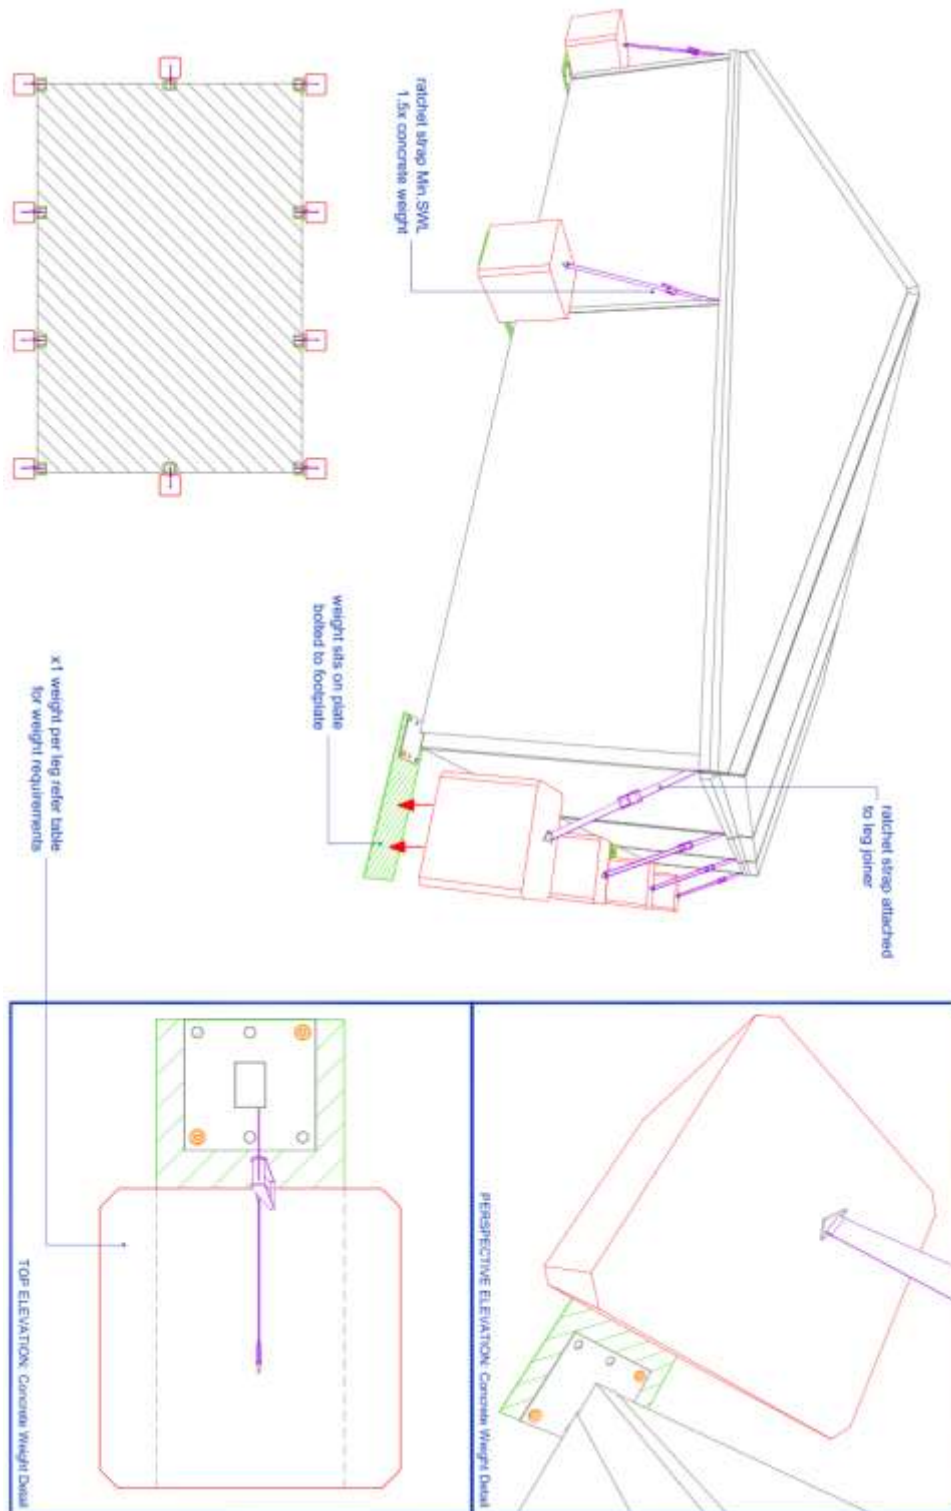 ratchet strap Min.SWL
1.5x concrete weight
ratchet strap attached
to leg joiner
weight sits on plate
bolted to footplate
x1 weight per leg refer table
for weight requirements
PERSPECTIVE ELEVATION: Concrete Weight Detail
TOP ELEVATION: Concrete Weight Detail